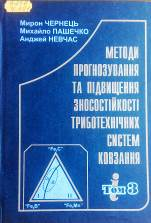 Мирон ЧЕРНЕЦЬ
Михайло ПАШЕЧКО
Анджей НЕВЧАС
МЕТОДИ
ПРОГНОЗУВАННЯ
ТА ПІДВИЩЕННЯ
ЗНОСОСТІЙКОСТІ
ТРИБОТЕХНІЧНИХ
СИСТЕМ
КОВЗАННЯ
Том 3